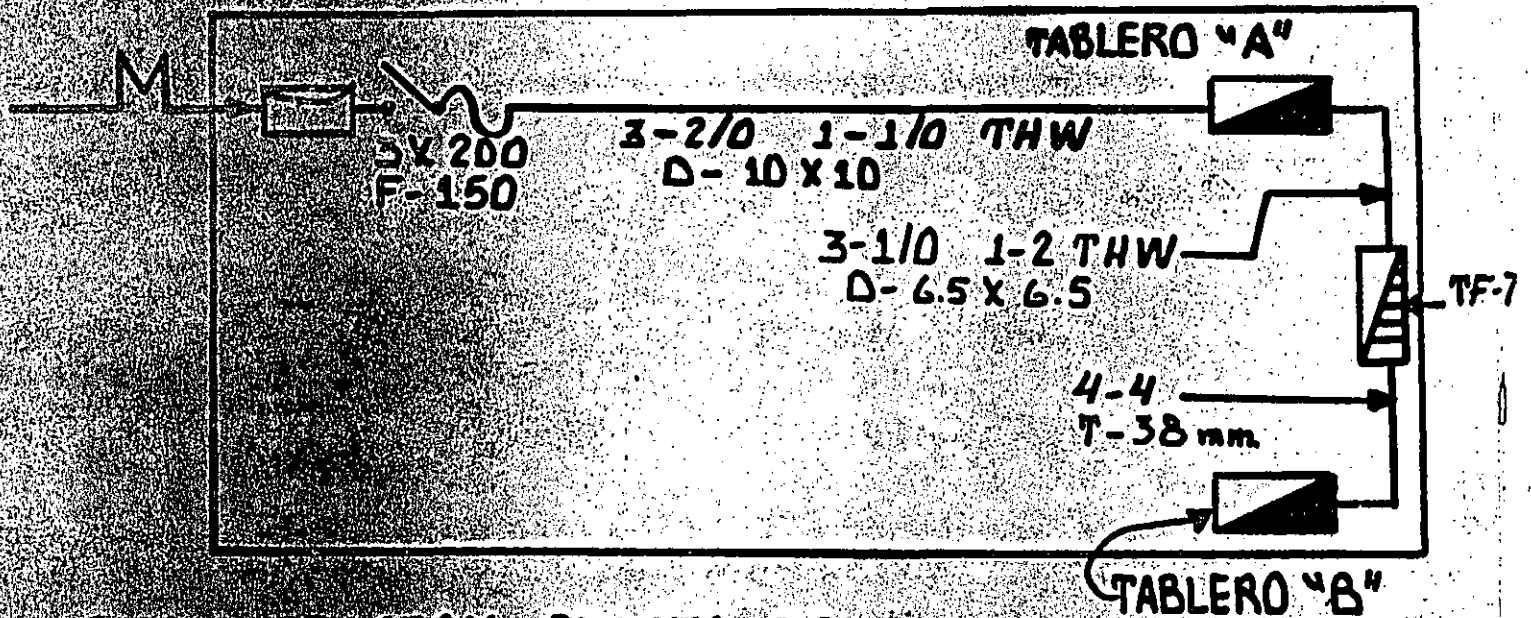 TABLERO "A"
M
3 X 200
F-150
3-2/0 1-1/0 THW
D- 10 X 10
3-1/0 1-2 THW
D- 6.5 X 6.5
TF-7
4-4
T-38 mm.
TABLERO "B"